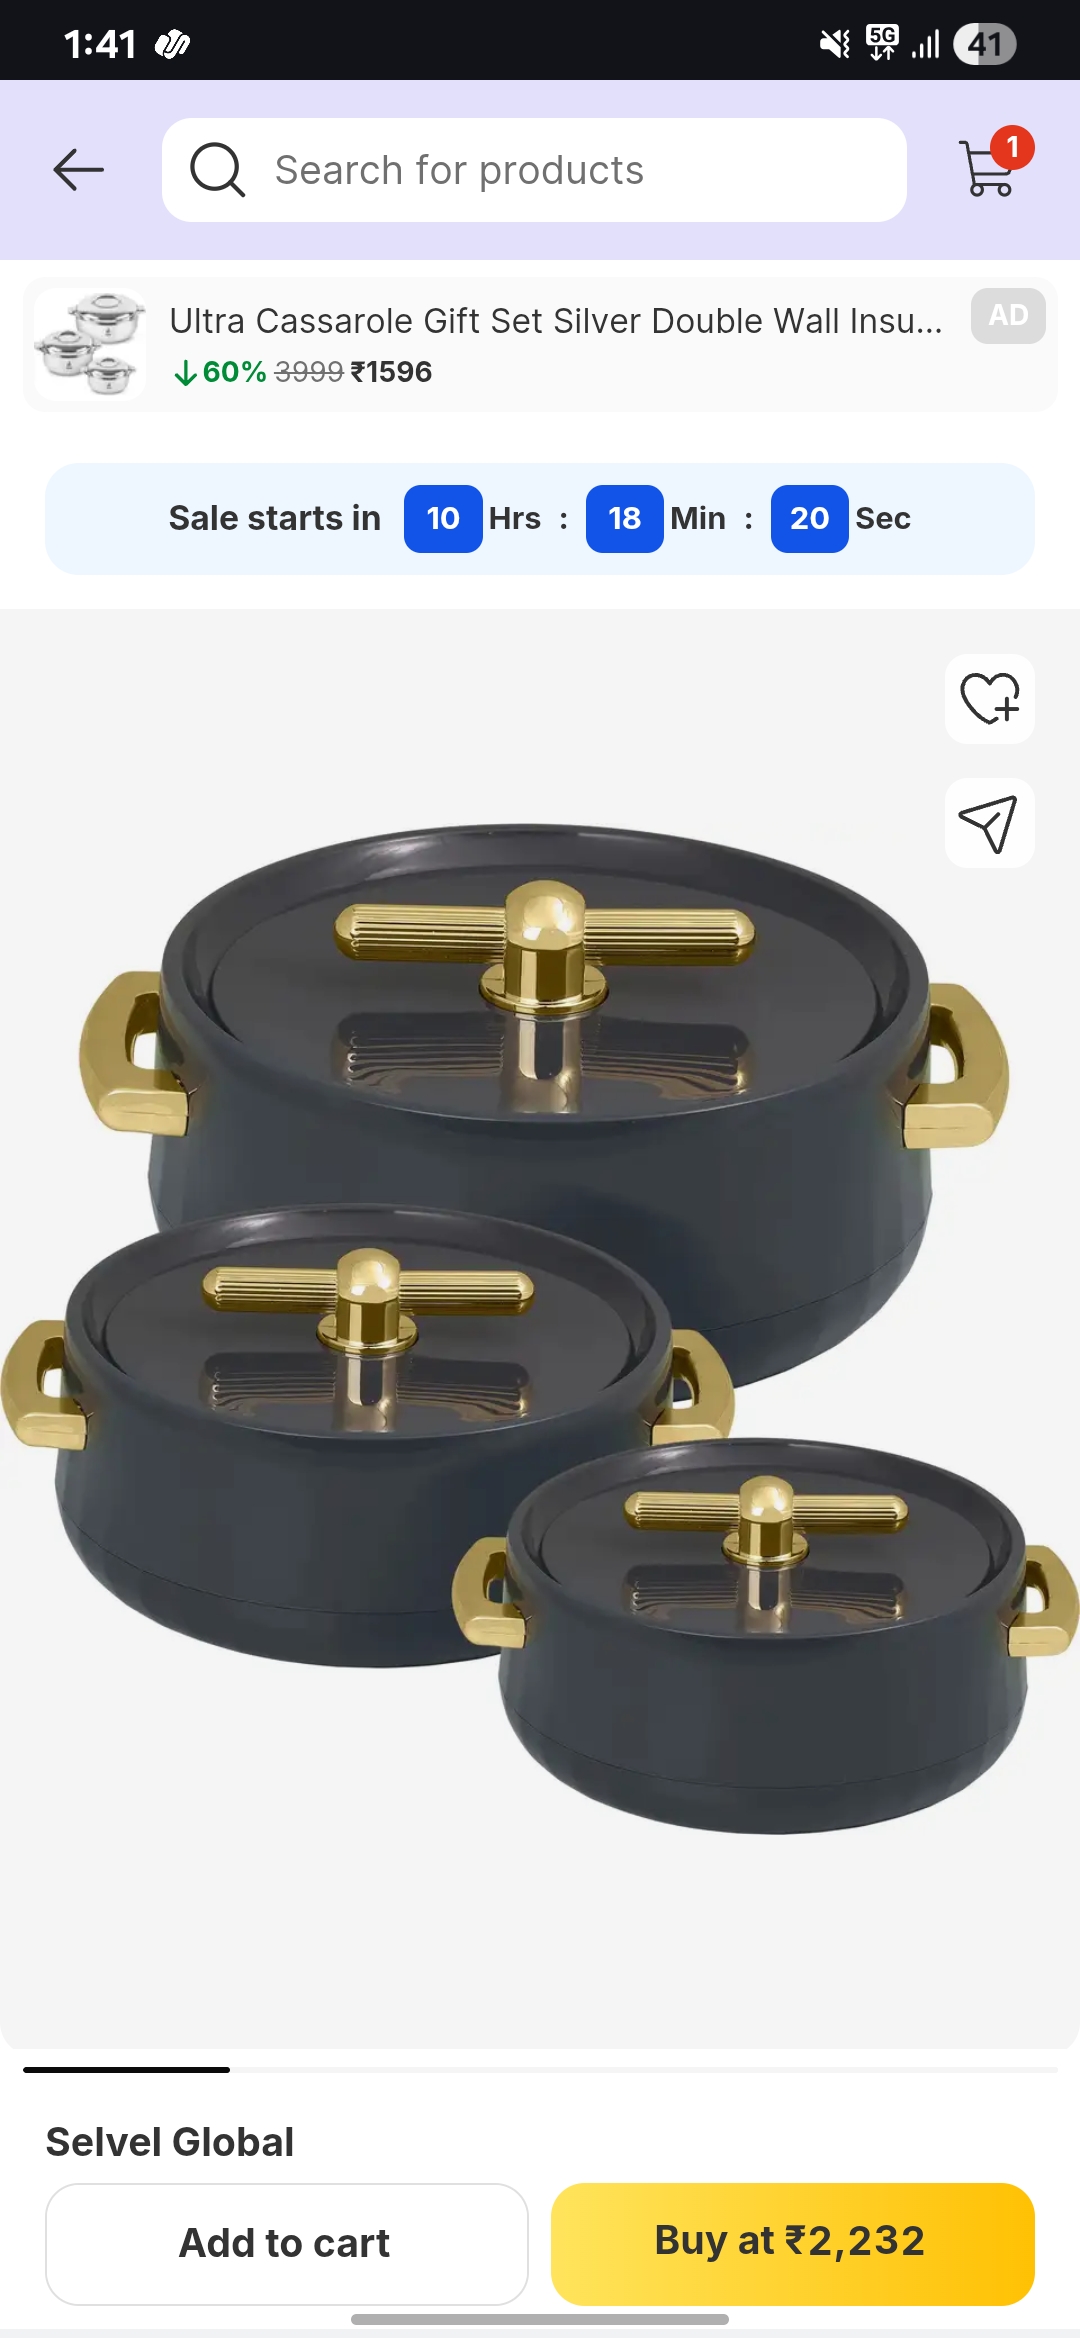 1:41 5G 41
Search for products 1
Ultra Cassarole Gift Set Silver Double Wall Insu... AD
↓60% 3999 ₹1596
Sale starts in 10 Hrs : 18 Min : 20 Sec
Selvel Global
Add to cart Buy at ₹2,232